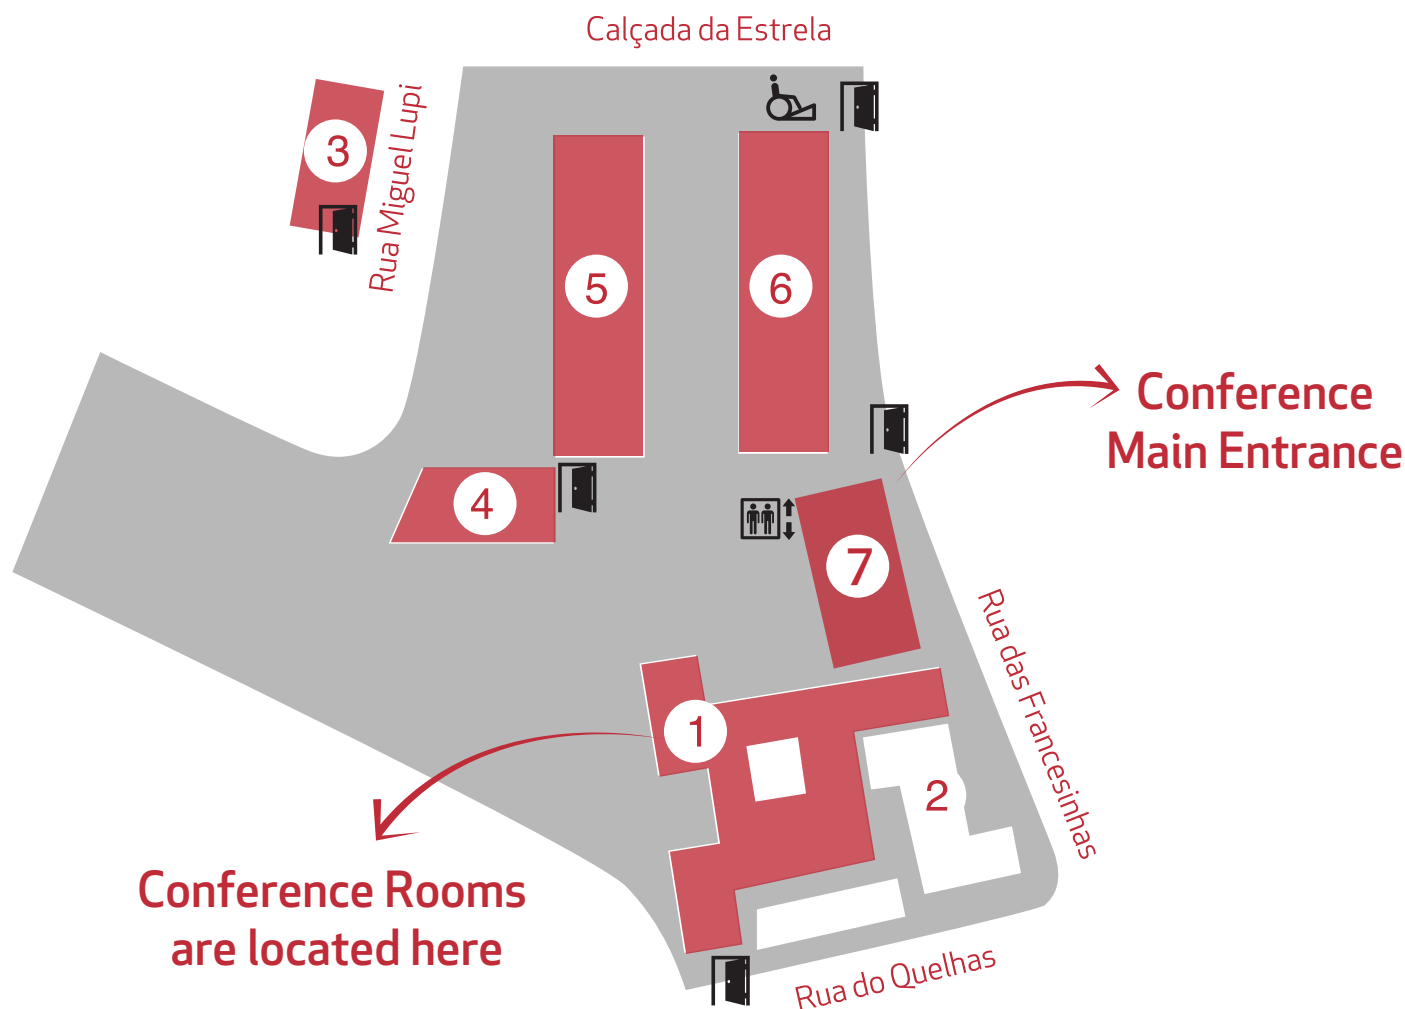 Calçada da Estrela
3
Rua Miguel Lupi
5
6
Conference
Main Entrance
4
7
Rua das Francesinhas
1
2
Conference Rooms
are located here
Rua do Quelhas